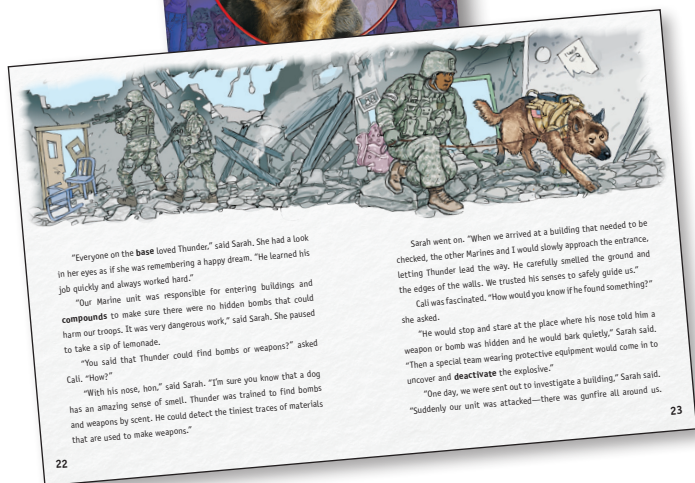 "Everyone on the base loved Thunder," said Sarah. She had a look
in her eyes as if she was remembering a happy dream. "He learned his
job quickly and always worked hard."
"Our Marine unit was responsible for entering buildings and
compounds to make sure there were no hidden bombs that could
harm our troops. It was very dangerous work," said Sarah. She paused
to take a sip of lemonade.
"You said that Thunder could find bombs or weapons?" asked
Cali. "How?"
"With his nose, hon," said Sarah. "I'm sure you know that a dog
has an amazing sense of smell. Thunder was trained to find bombs
and weapons by scent. He could detect the tiniest traces of materials
that are used to make weapons."
22
Sarah went on. "When we arrived at a building that needed to be
checked, the other Marines and I would slowly approach the entrance,
letting Thunder lead the way. He carefully smelled the ground and
the edges of the walls. We trusted his senses to safely guide us."
Cali was fascinated. "How would you know if he found something?"
she asked.
"He would stop and stare at the place where his nose told him a
weapon or bomb was hidden and he would bark quietly," Sarah said.
"Then a special team wearing protective equipment would come in to
uncover and deactivate the explosive."
"One day, we were sent out to investigate a building," Sarah said.
"Suddenly our unit was attacked—there was gunfire all around us.
23